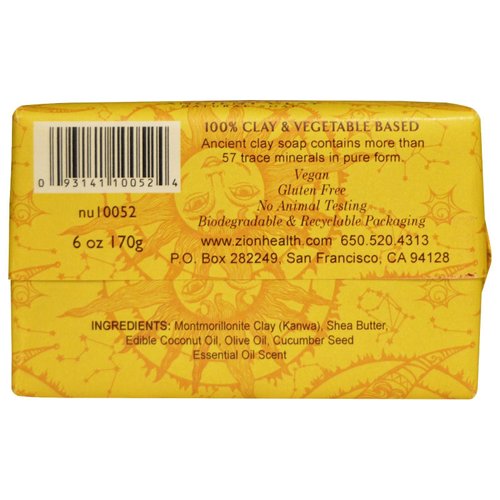 100% CLAY & VEGETABLE BASED
Ancient clay soap contains more than
57 trace minerals in pure form.
Vegan
Gluten Free
No Animal Testing
Biodegradable & Recyclable Packaging
www.zionhealth.com 650.520.4313
P.O. Box 282249, San Francisco, CA 94128
0 93141 10052 4
nu10052
6 oz 170g
INGREDIENTS: Montmorillonite Clay (Kanwa), Shea Butter,
Edible Coconut Oil, Olive Oil, Cucumber Seed
Essential Oil Scent